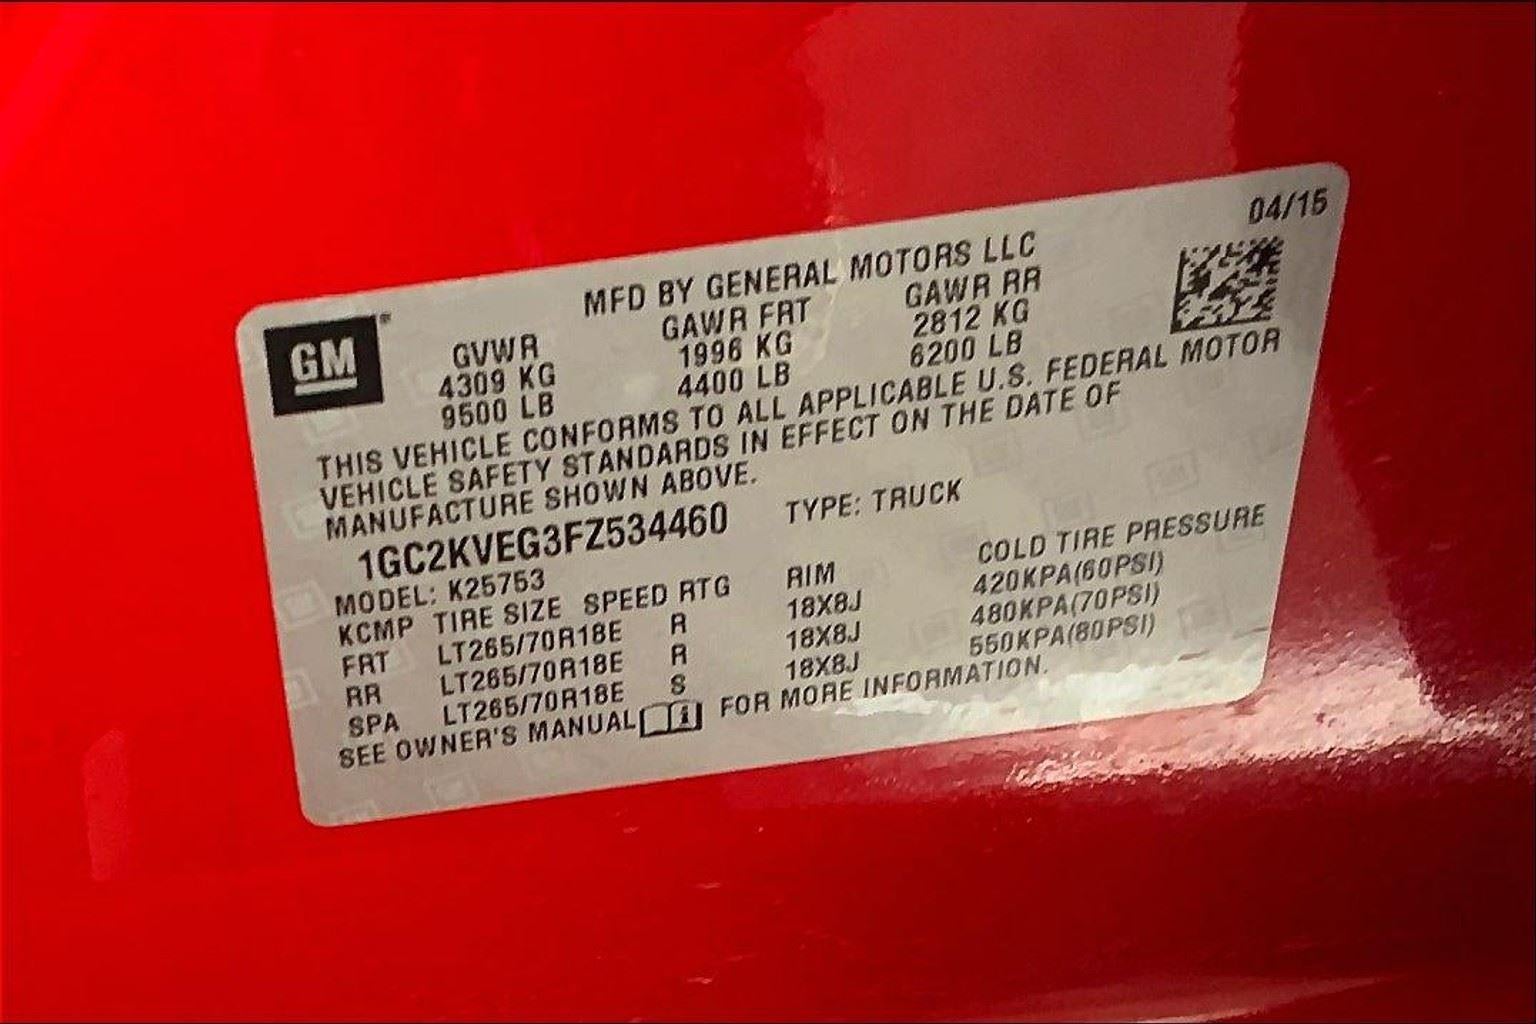 04/15
MFD BY GENERAL MOTORS LLC
GM®
GVWR GAWR FRT GAWR RR
4309 KG 1996 KG 2812 KG
9500 LB 4400 LB 6200 LB
THIS VEHICLE CONFORMS TO ALL APPLICABLE U.S. FEDERAL MOTOR
VEHICLE SAFETY STANDARDS IN EFFECT ON THE DATE OF
MANUFACTURE SHOWN ABOVE.
1GC2KVEG3FZ534460 TYPE: TRUCK
MODEL: K25753
KCMP TIRE SIZE SPEED RTG RIM COLD TIRE PRESSURE
FRT LT265/70R18E R 18X8J 420KPA(60PSI)
RR LT265/70R18E R 18X8J 480KPA(70PSI)
SPA LT265/70R18E S 18X8J 550KPA(80PSI)
SEE OWNER'S MANUAL FOR MORE INFORMATION.